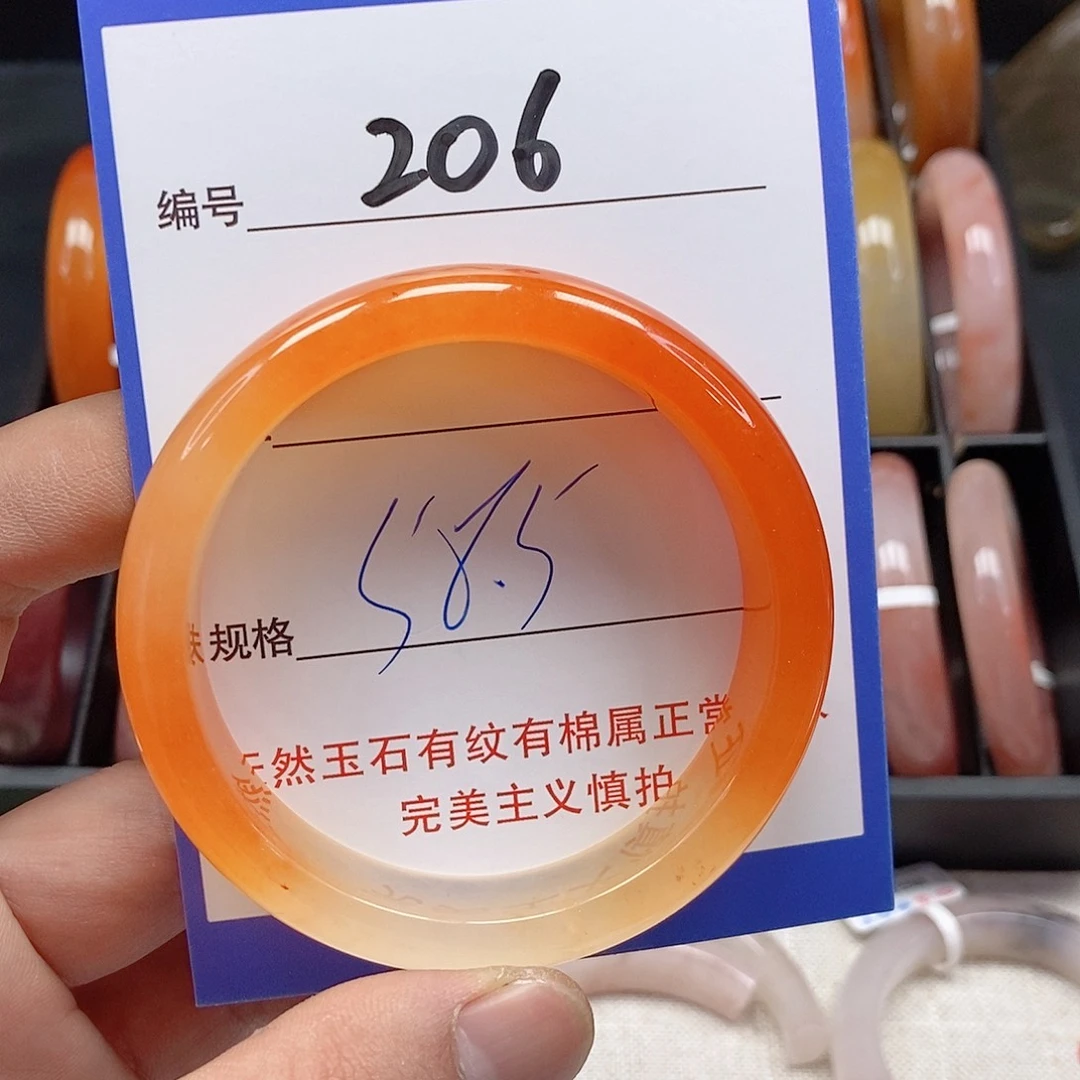 编号 206
规格 58.5
然玉石有纹有棉属正常
完美主义慎拍